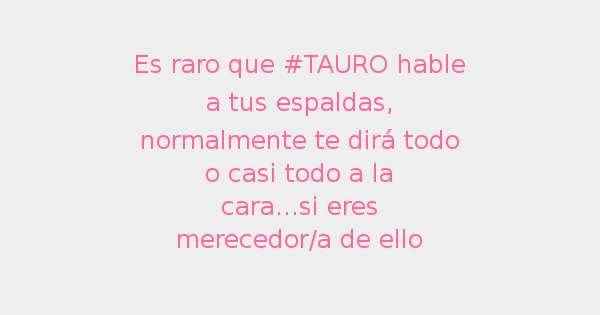 Es raro que #TAURO hable
a tus espaldas,
normalmente te dirá todo
o casi todo a la
cara...si eres
merecedor/a de ello